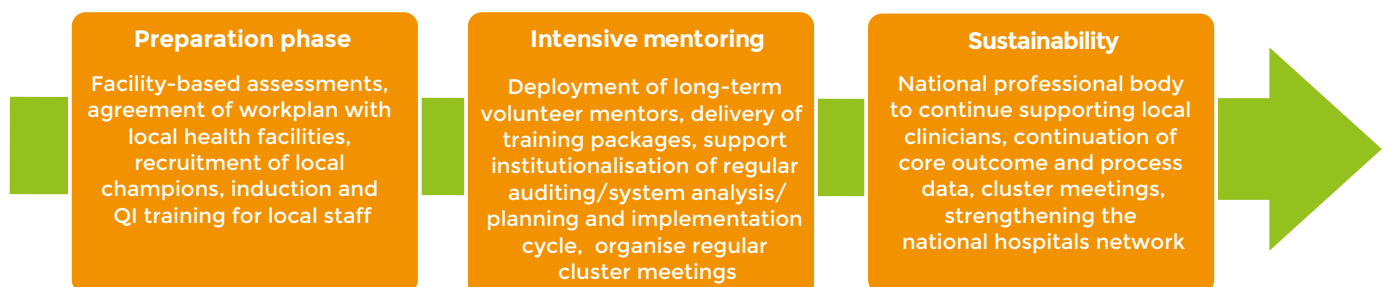 Preparation phase
Facility-based assessments,
agreement of workplan with
local health facilities,
recruitment of local
champions, induction and
QI training for local staff
Intensive mentoring
Deployment of long-term
volunteer mentors, delivery of
training packages, support
institutionalisation of regular
auditing/system analysis/
planning and implementation
cycle, organise regular
cluster meetings
Sustainability
National professional body
to continue supporting local
clinicians, continuation of
core outcome and process
data, cluster meetings,
strengthening the
national hospitals network